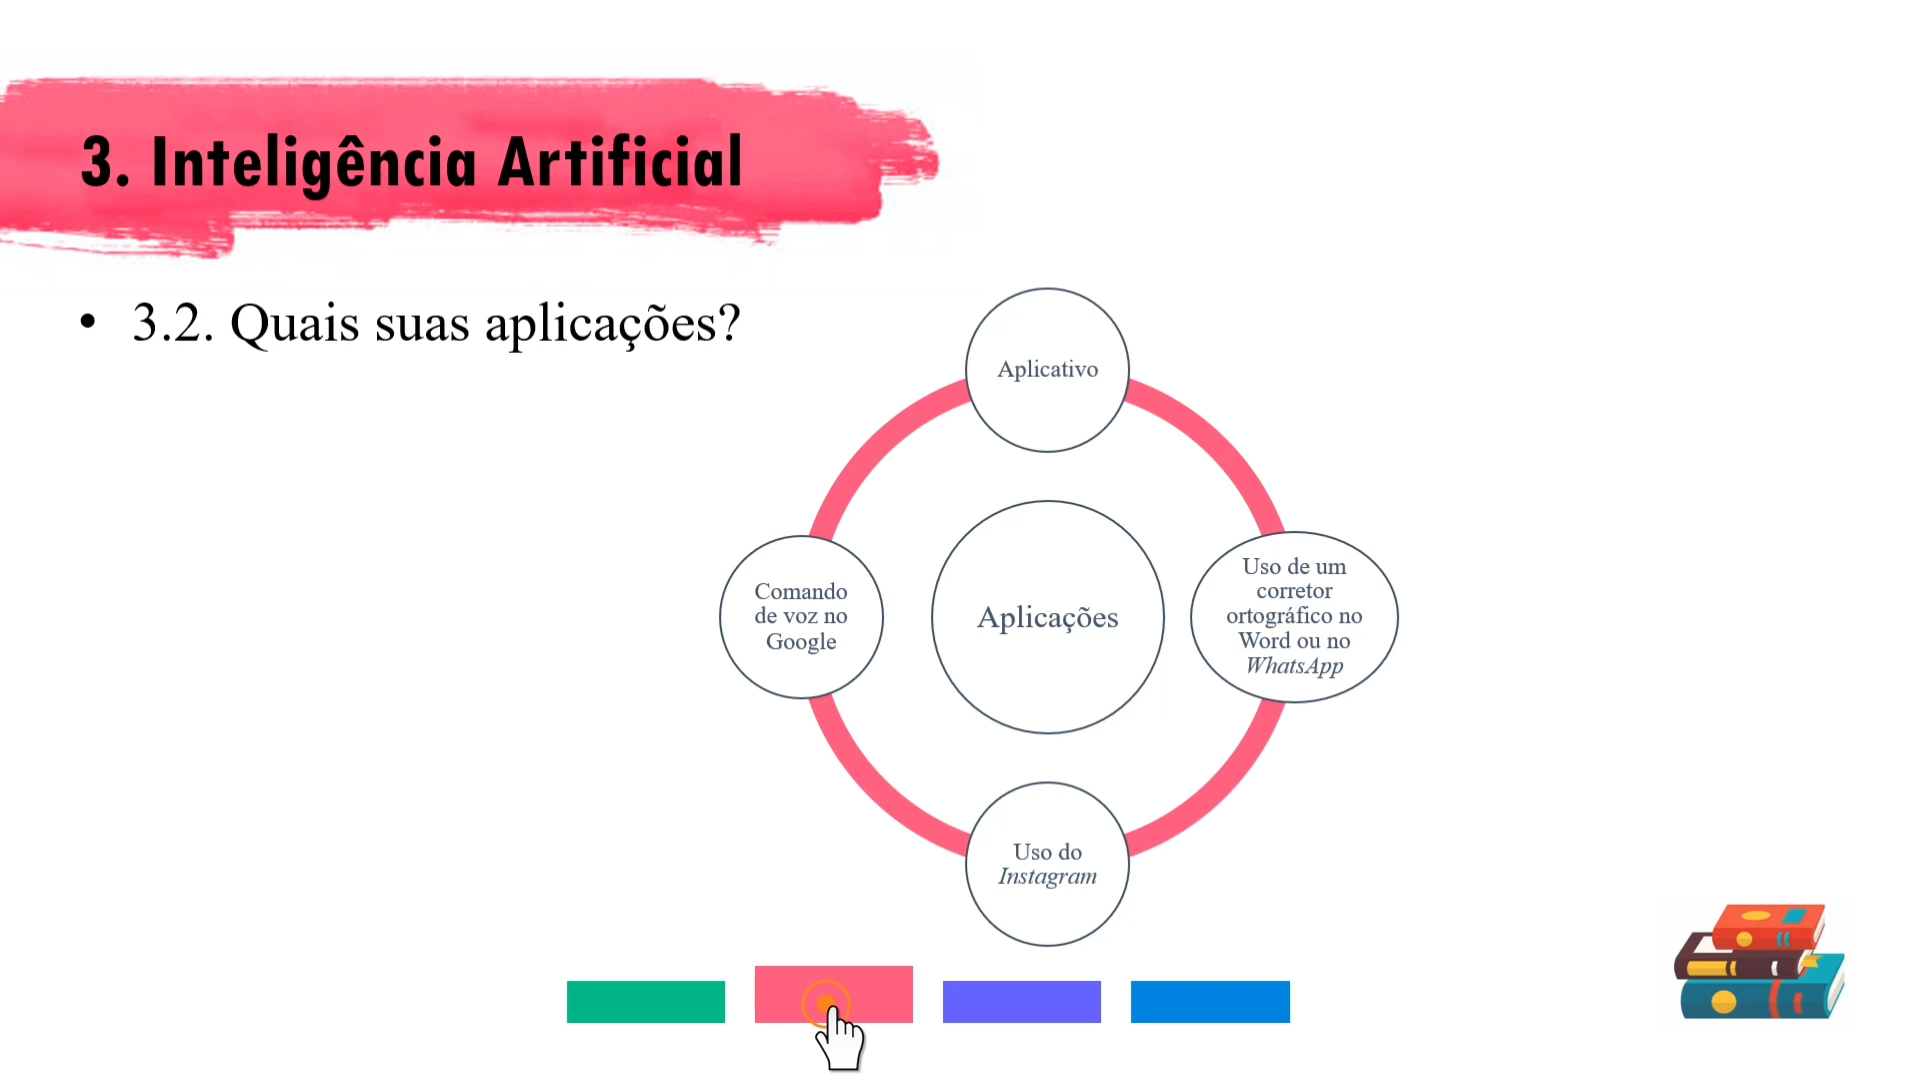 3. Inteligência Artificial
• 3.2. Quais suas aplicações?
Aplicativo
Comando
de voz no
Google
Aplicações
Uso de um
corretor
ortográfico no
Word ou no
WhatsApp
Uso do
Instagram